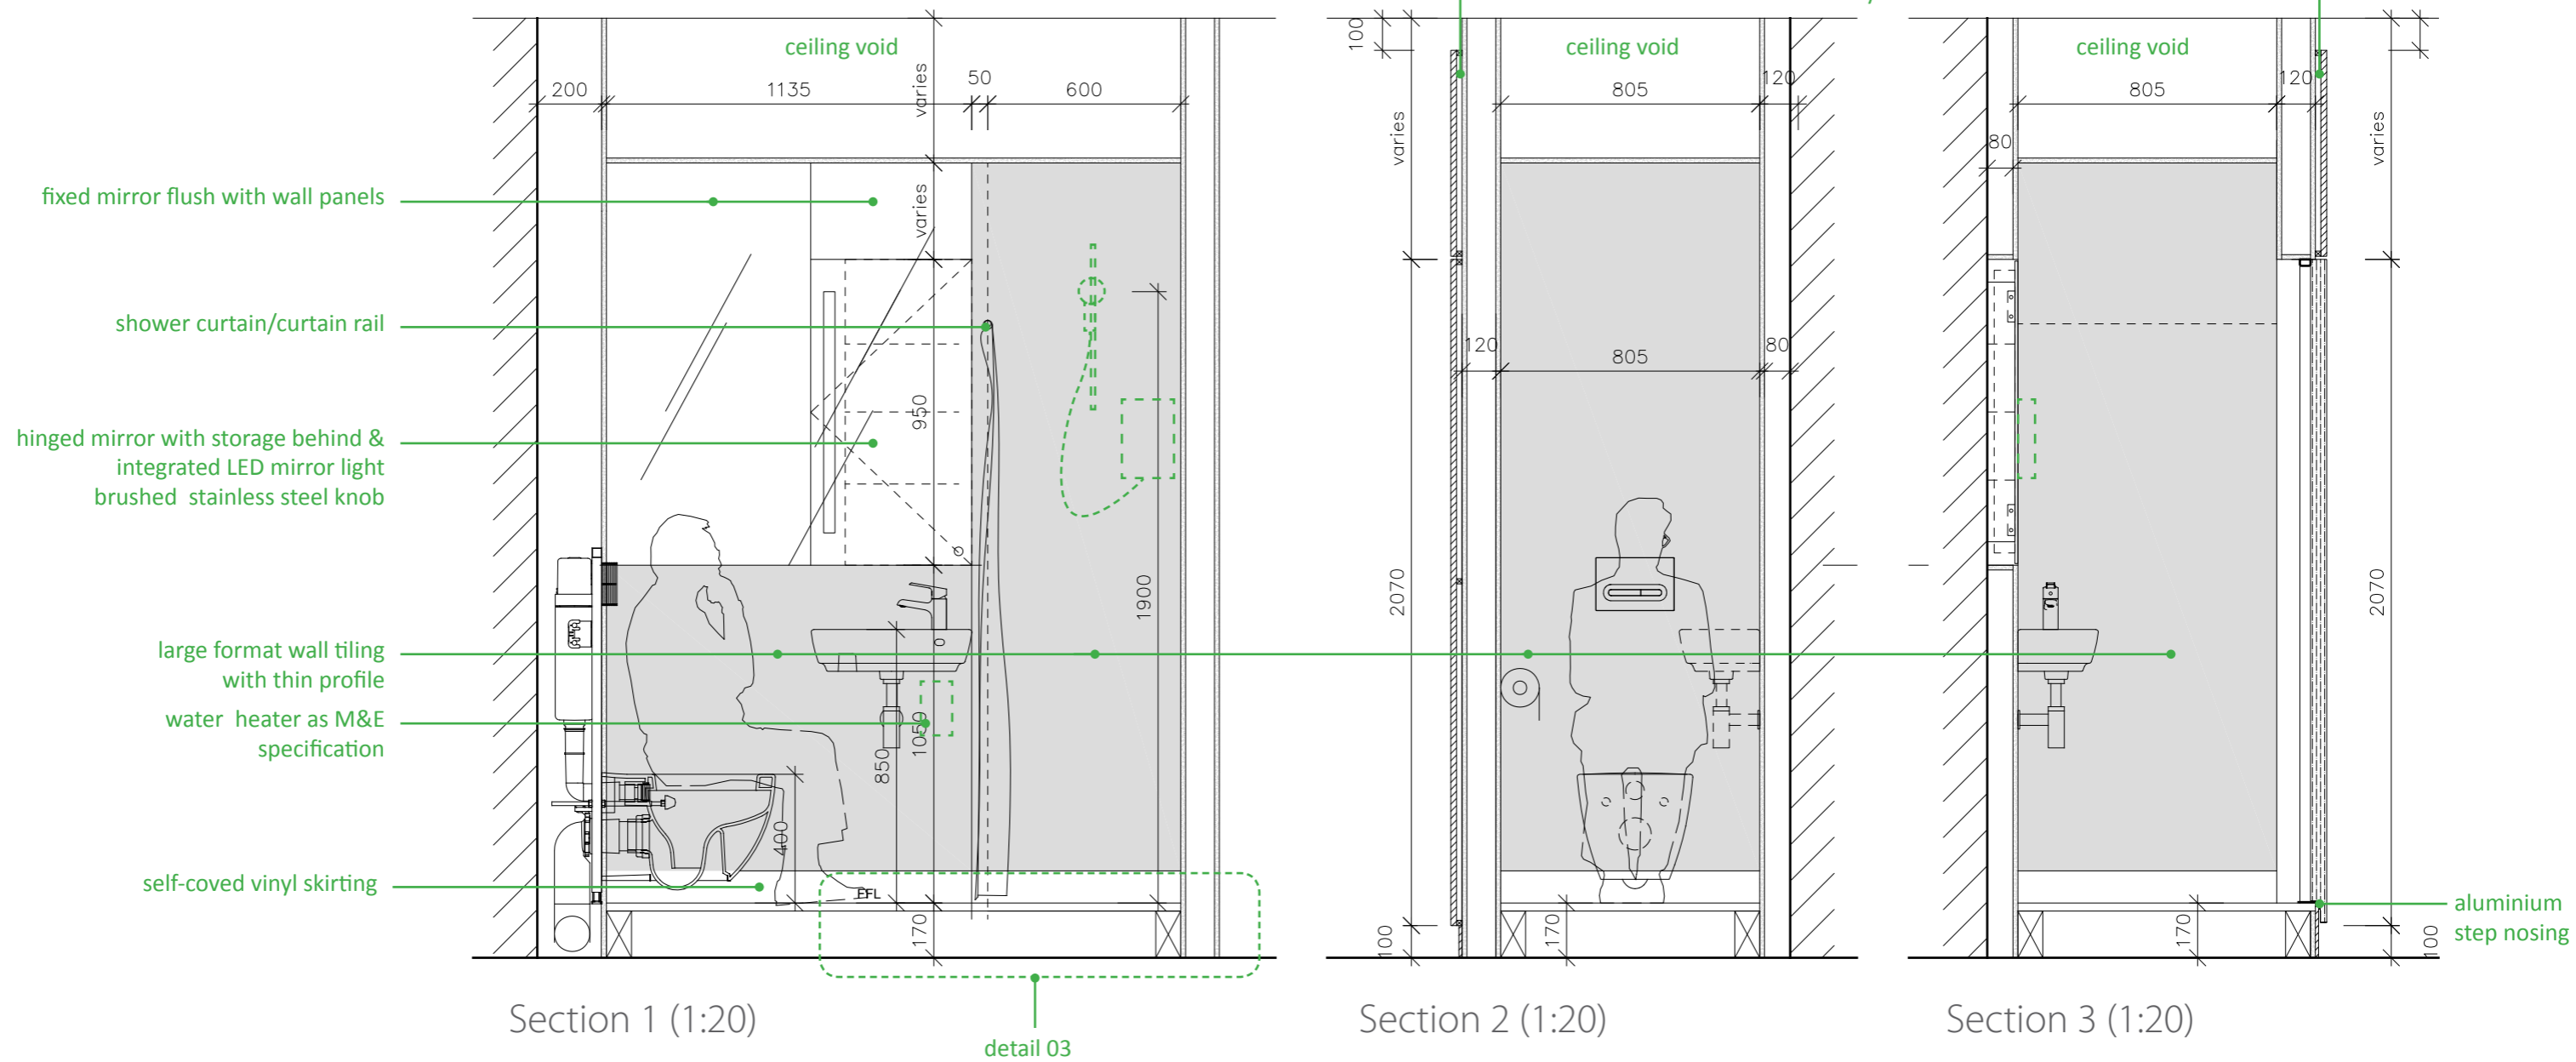 ceiling void
ceiling void
ceiling void
100
varies
200
1135
50
600
805
120
805
120
varies
varies
80
varies
fixed mirror flush with wall panels
shower curtain/curtain rail
120
805
80
hinged mirror with storage behind &
integrated LED mirror light
brushed stainless steel knob
950
1900
2070
2070
large format wall tiling
with thin profile
water heater as M&E
specification
1050
850
400
self-coved vinyl skirting
FFL
170
100
170
170
100
aluminium
step nosing
Section 1 (1:20)
Section 2 (1:20)
Section 3 (1:20)
detail 03